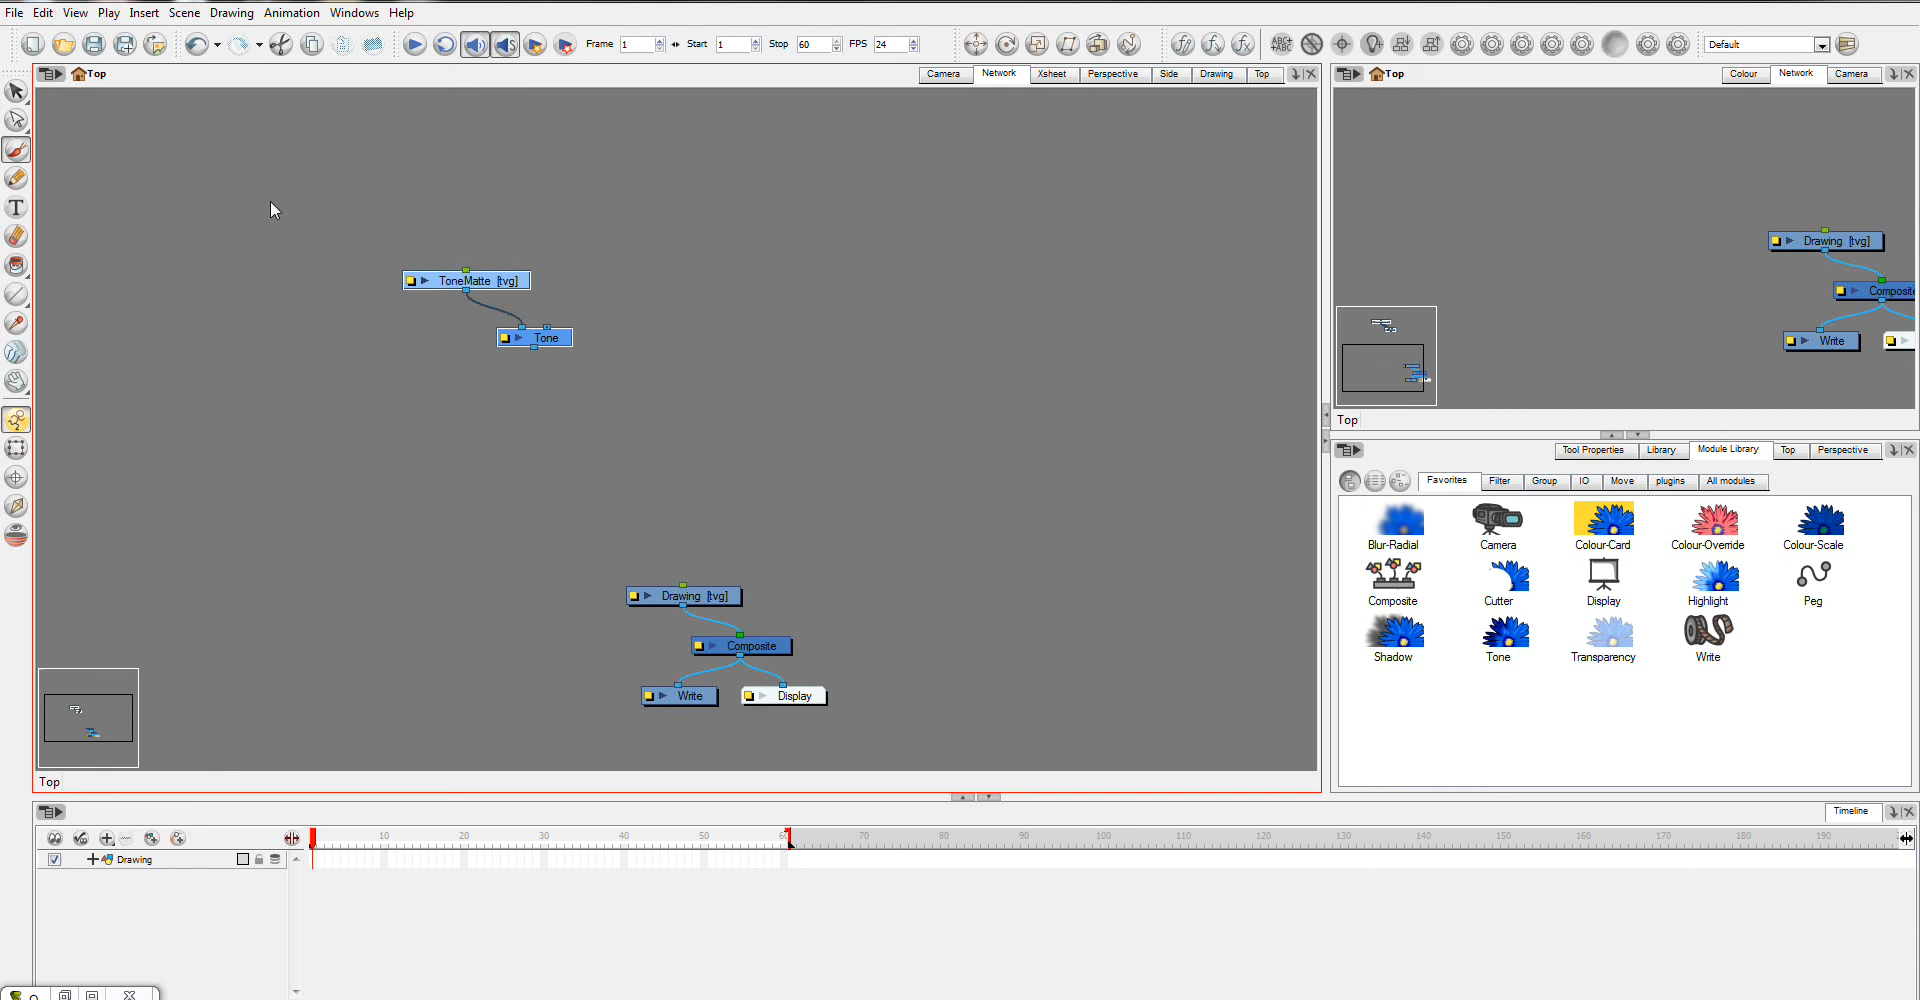 File Edit View Play Insert Scene Drawing Animation Windows Help
Frame 1 Start 1 Stop 60 FPS 24 ABC+ +ABC Default
Top Camera Network Xsheet Perspective Side Drawing Top
Top Colour Network Camera
ToneMatte [tvg]
Tone
Drawing [tvg]
Composite
Write Display
Top
Drawing [tvg]
Composite
Write
Top
Tool Properties Library Module Library Top Perspective
Favorites Filter Group IO Move plugins All modules
Blur-Radial Camera Colour-Card Colour-Override Colour-Scale
Composite Cutter Display Highlight Peg
Shadow Tone Transparency Write
Timeline
10 20 30 40 50 60 70 80 90 100 110 120 130 140 150 160 170 180 190
Drawing